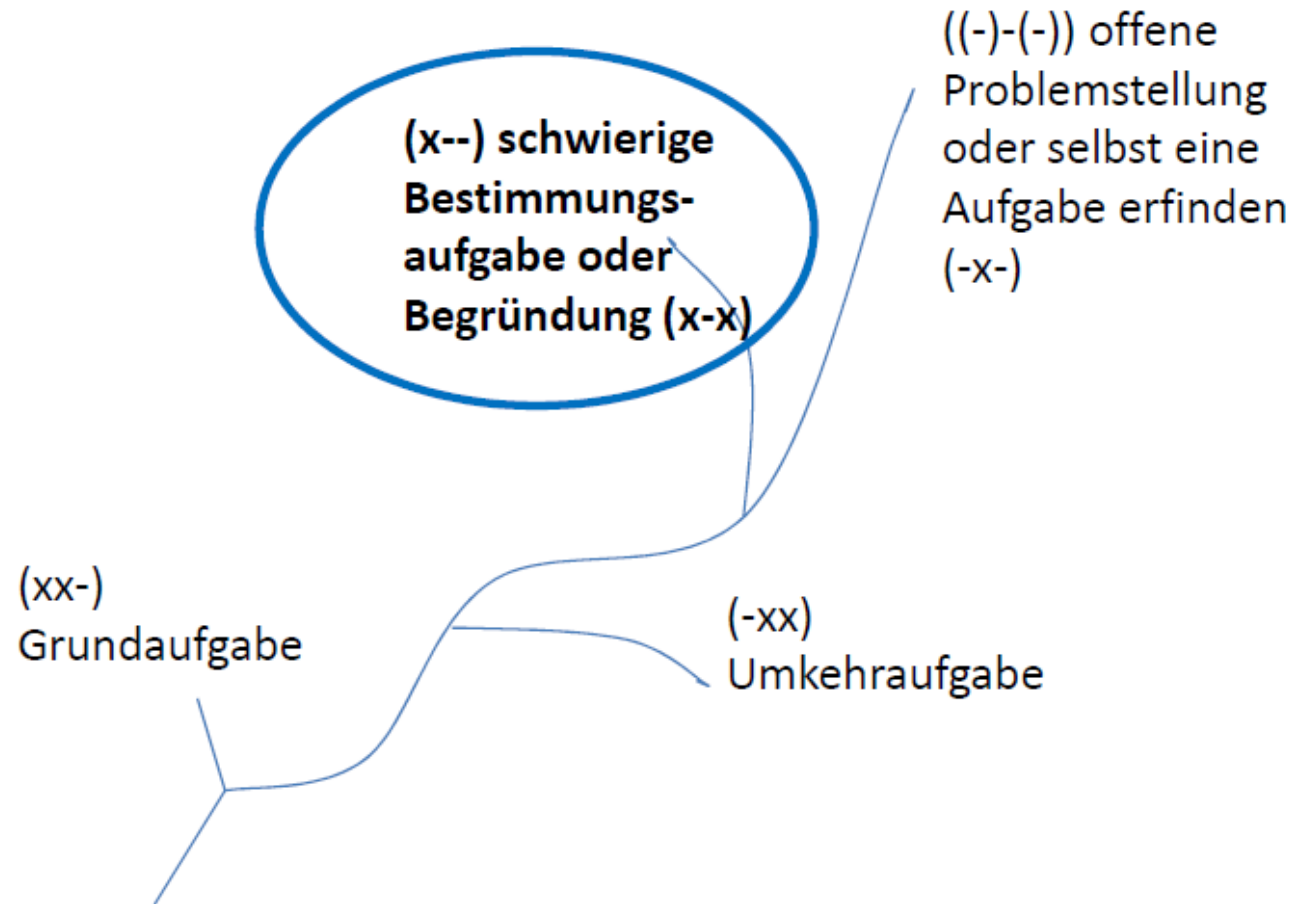 ((-)-(-)) offene
Problemstellung
oder selbst eine
Aufgabe erfinden
(-x-)
(x--) schwierige
Bestimmungs-
aufgabe oder
Begründung (x-x)
(xx-)
Grundaufgabe
(-xx)
Umkehraufgabe